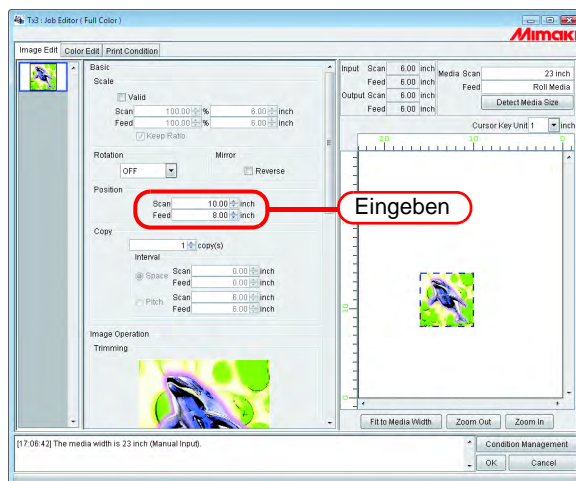 Tx3 : Job Editor ( Full Color )
Mimaki
Image Edit Color Edit Print Condition
Basic
Scale
Valid
Scan 100.00 % 6.00 inch
Feed 100.00 % 6.00 inch
Keep Ratio
Rotation Mirror
OFF Reverse
Position
Scan 10.00 inch
Feed 8.00 inch
Eingeben
Copy
1 copy(s)
Interval
Space Scan 0.00 inch
Feed 0.00 inch
Pitch Scan 6.00 inch
Feed 6.00 inch
Image Operation
Trimming
Input Scan 6.00 inch
Feed 6.00 inch
Output Scan 6.00 inch
Feed 6.00 inch
Media Scan 23 inch
Feed Roll Media
Detect Media Size
Cursor Key Unit 1 inch
20 10 0
10
0
Fit to Media Width Zoom Out Zoom In
[17:06:42] The media width is 23 inch (Manual Input).
Condition Management
OK Cancel